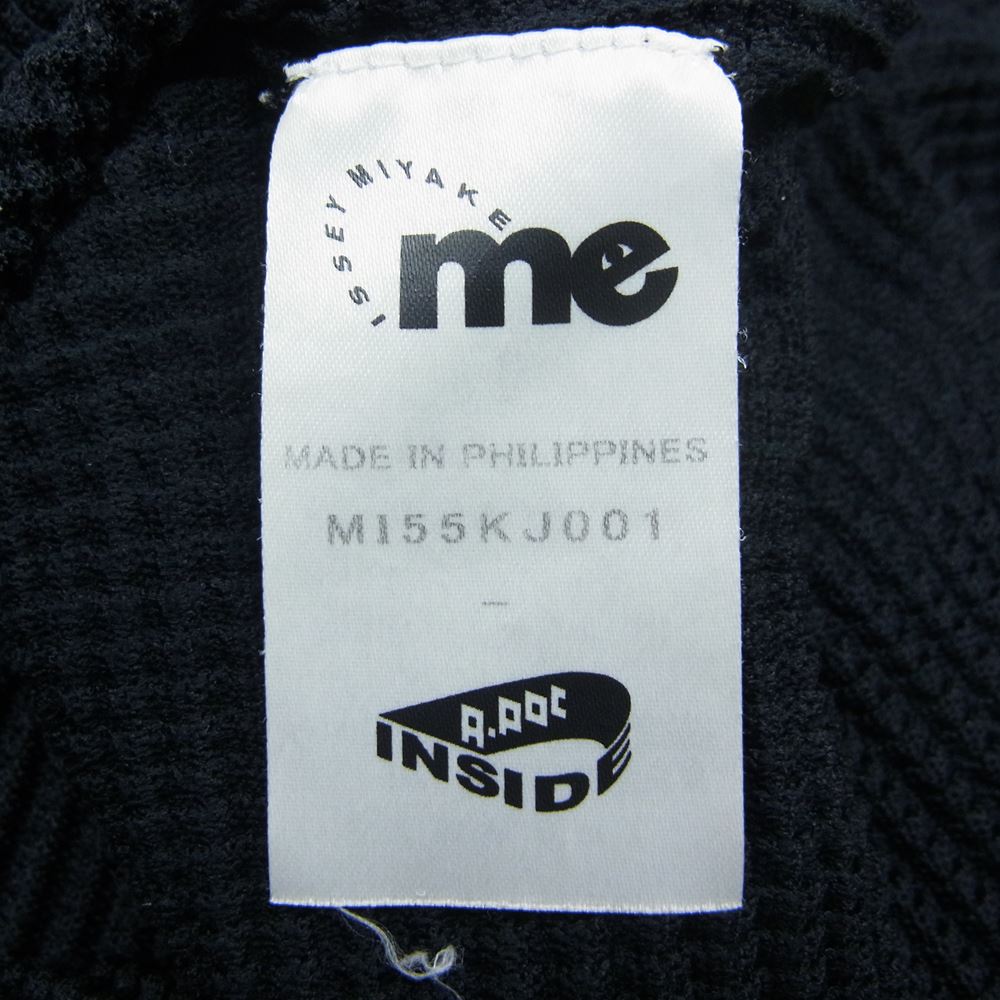 ISSEY MIYAKE
me
MADE IN PHILIPPINES
MI55KJ001
–
A.POC
INSIDE